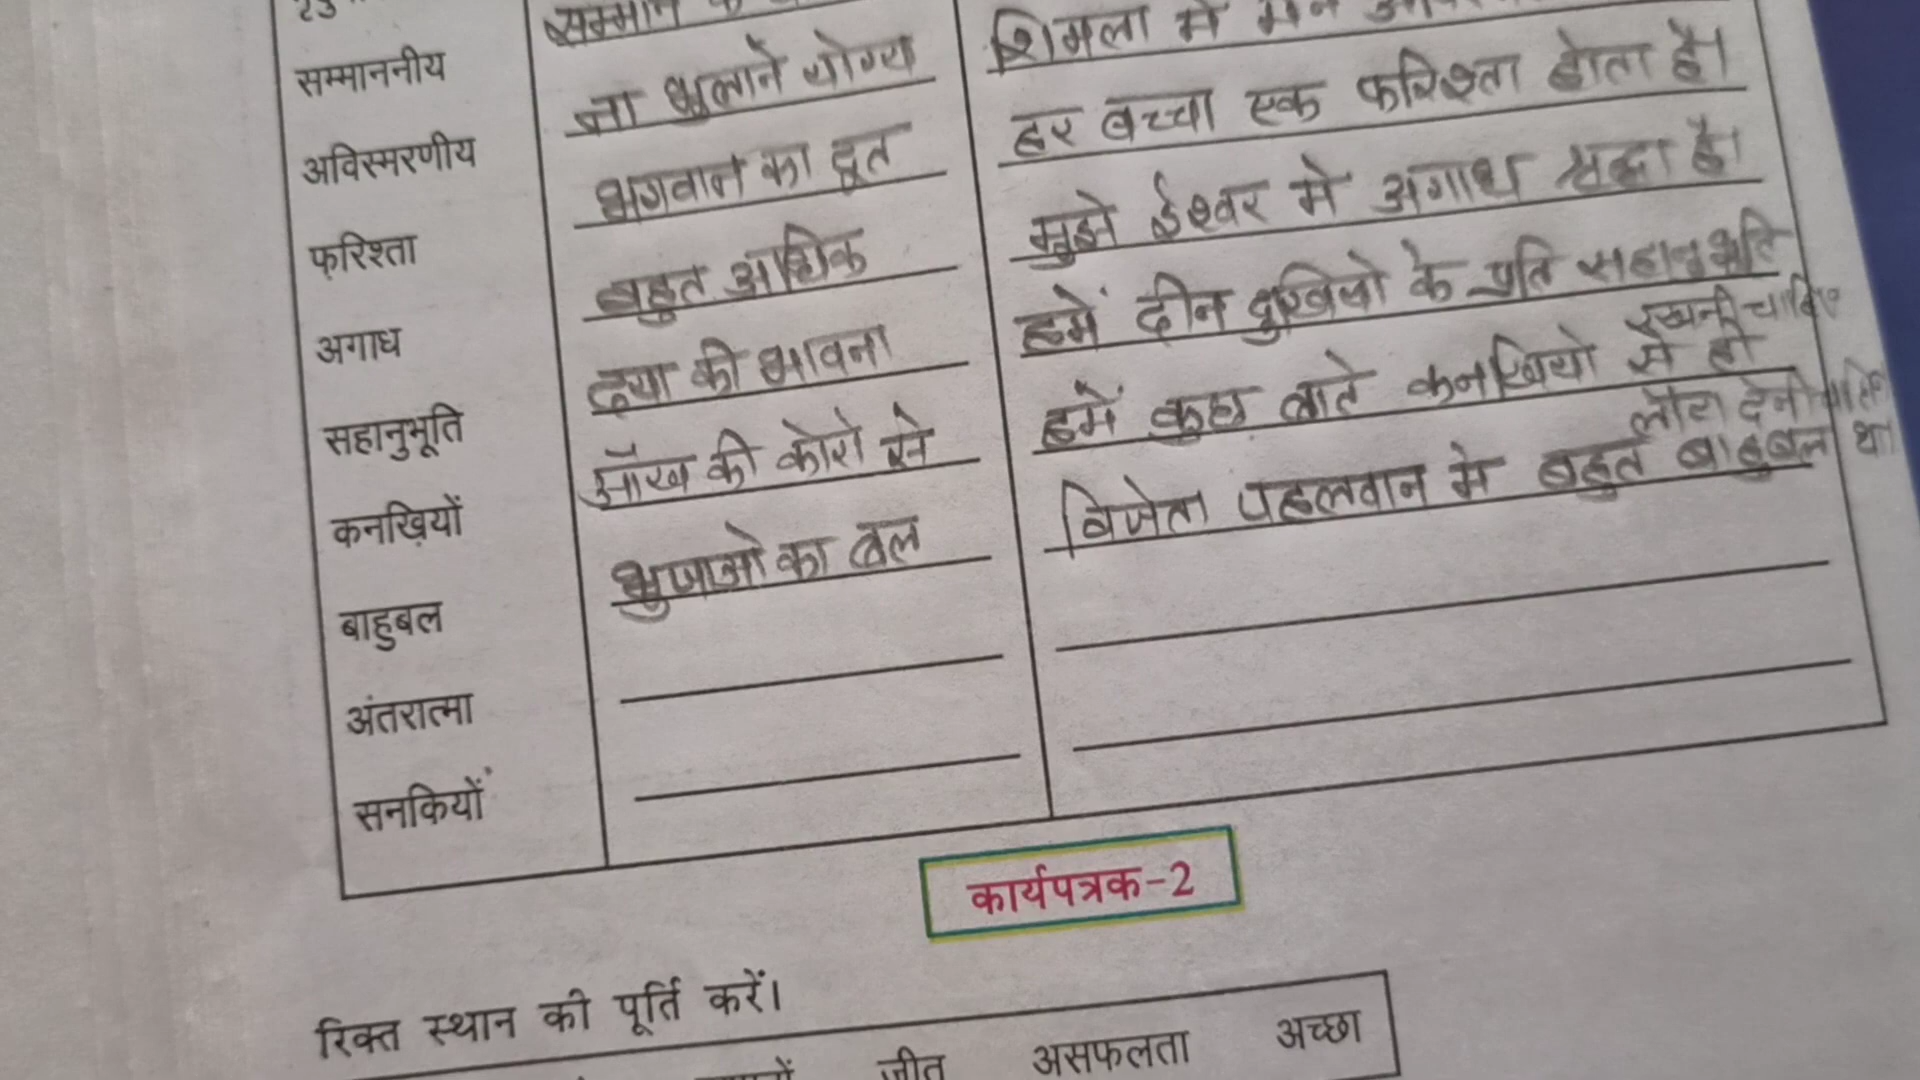 सम्मान
शिमला में मैंने
सम्माननीय
ना भुलाने योग्य
हर बच्चा एक फरिश्ता होता है।
अविस्मरणीय
भगवान का दूत
मुझे ईश्वर मे अगाध श्रद्धा है।
फ़रिश्ता
बहुत अधिक
हमें दीन दुखियो के प्रति सहानुभूति
रखनी चाहिए
अगाध
दया की भावना
हमें कुछ बाते कनखियो से ही
लौटा देनी चाहिए
सहानुभूति
आँख की कोरो से
विजेता पहलवान मे बहुत बाहुबल था
कनख़ियों
भुजाओ का बल
बाहुबल
अंतरात्मा
सनकियों
कार्यपत्रक-2
रिक्त स्थान की पूर्ति करें।
जीत असफलता अच्छा